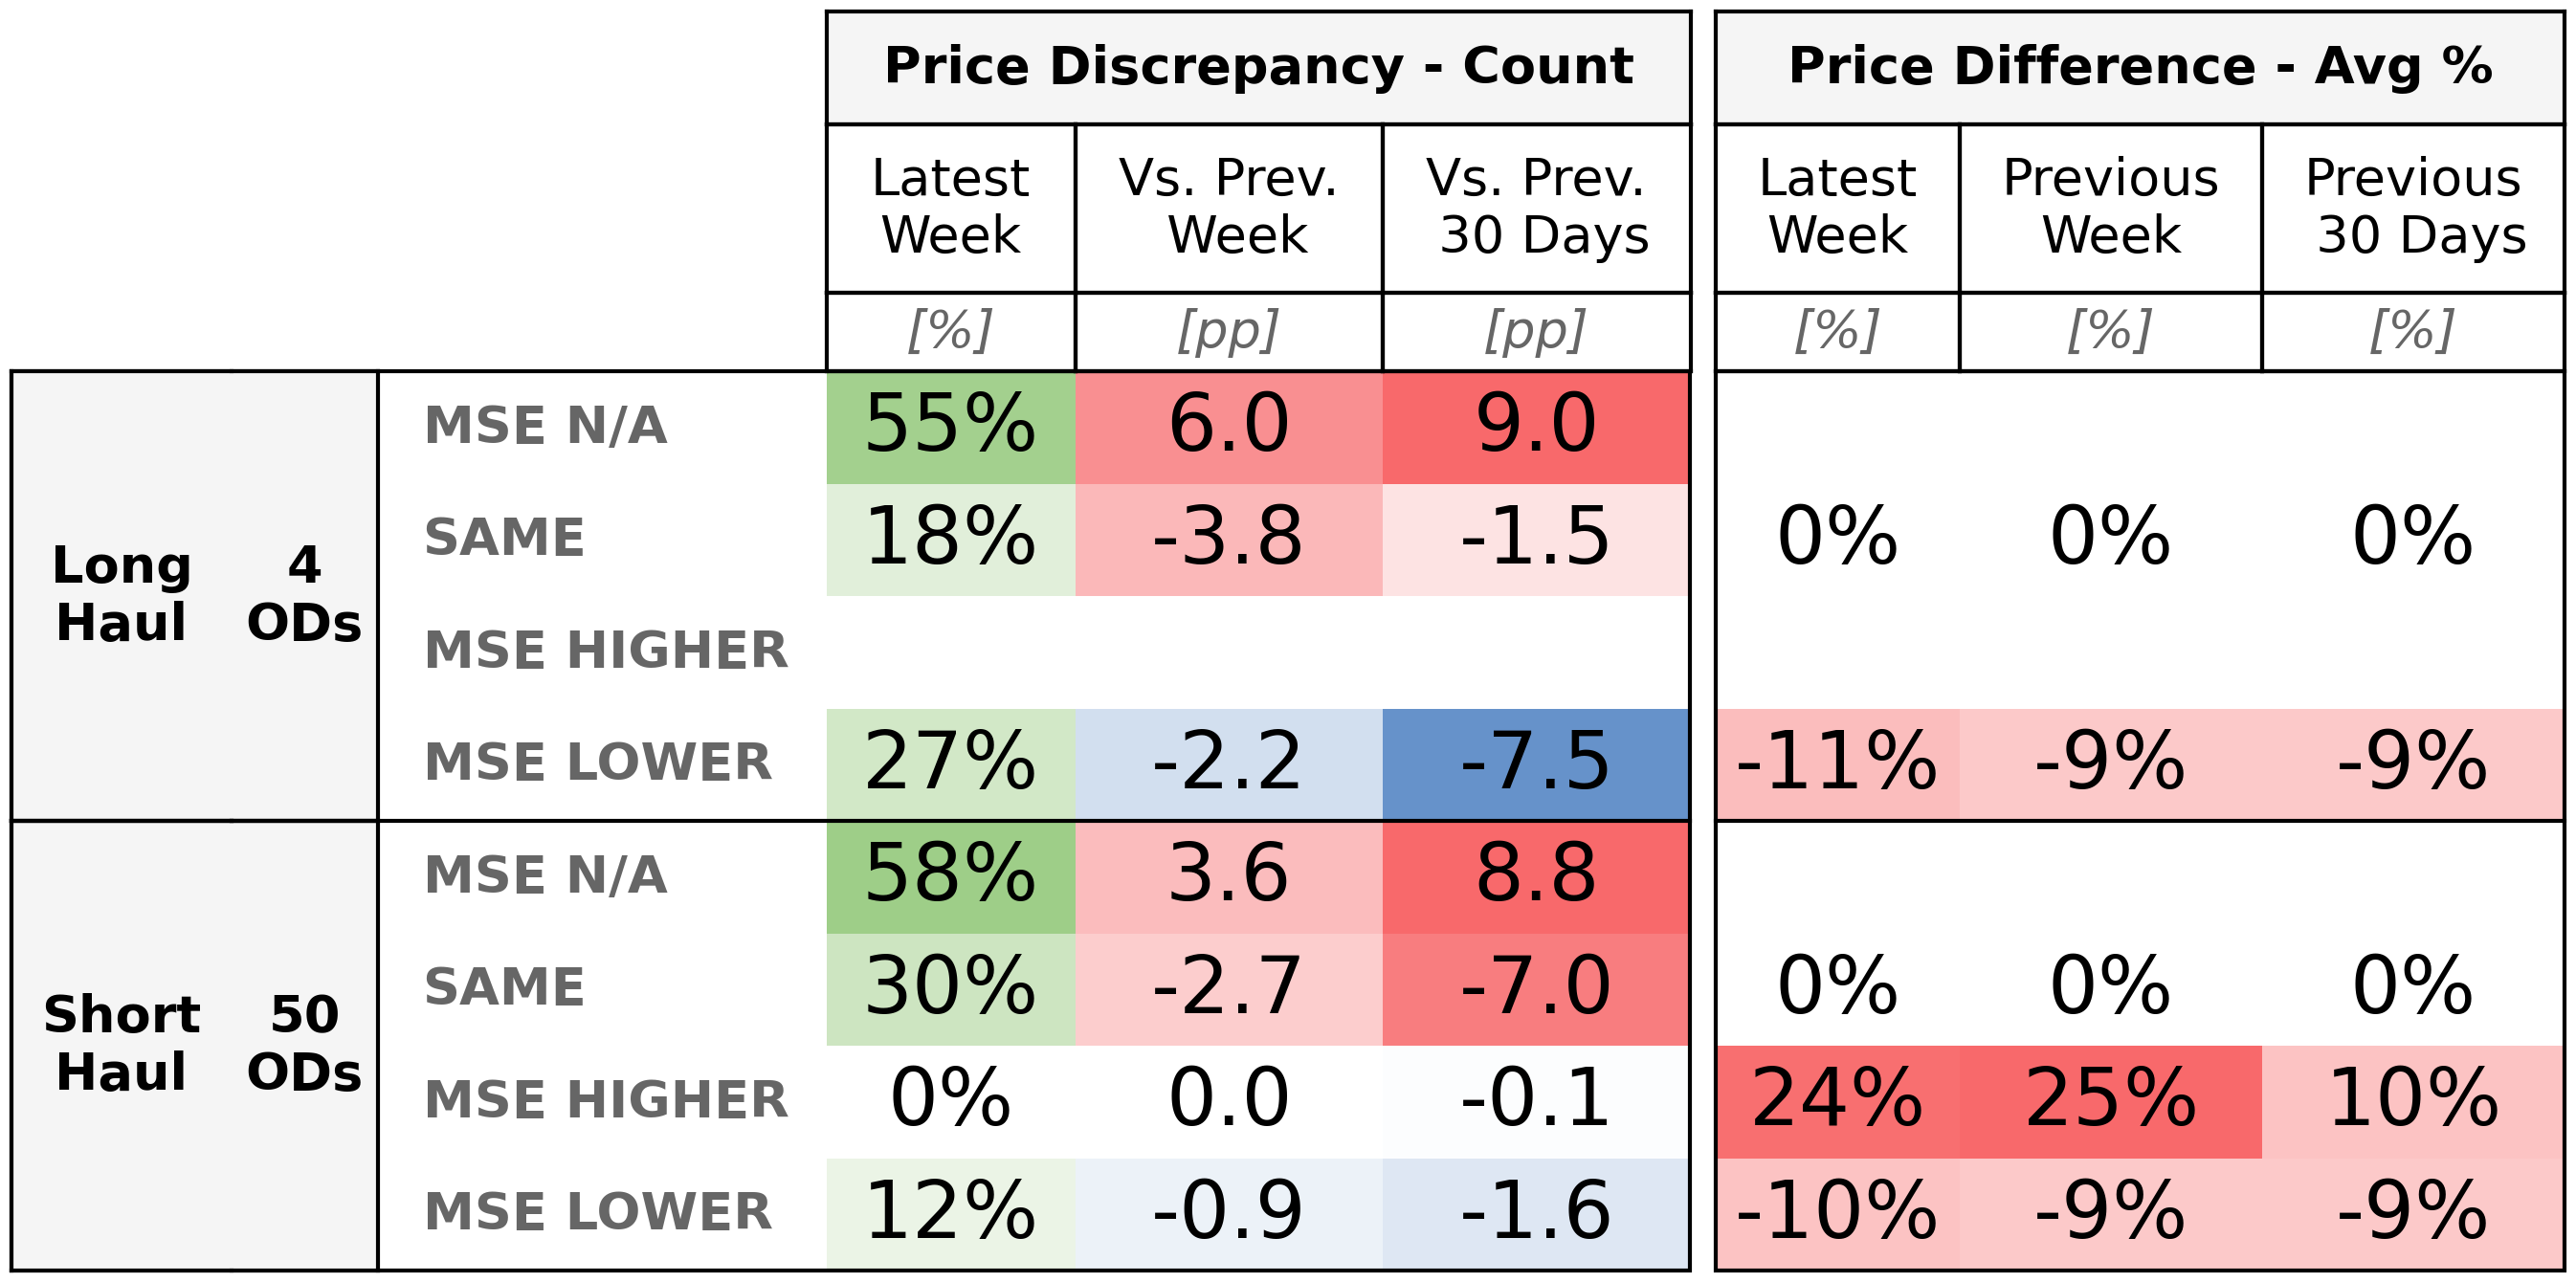 Price Discrepancy - Count Price Difference - Avg %
Latest Week Vs. Prev. Week Vs. Prev. 30 Days Latest Week Previous Week Previous 30 Days
[%] [pp] [pp] [%] [%] [%]
Long Haul 4 ODs
MSE N/A 55% 6.0 9.0
SAME 18% -3.8 -1.5 0% 0% 0%
MSE HIGHER
MSE LOWER 27% -2.2 -7.5 -11% -9% -9%
Short Haul 50 ODs
MSE N/A 58% 3.6 8.8
SAME 30% -2.7 -7.0 0% 0% 0%
MSE HIGHER 0% 0.0 -0.1 24% 25% 10%
MSE LOWER 12% -0.9 -1.6 -10% -9% -9%